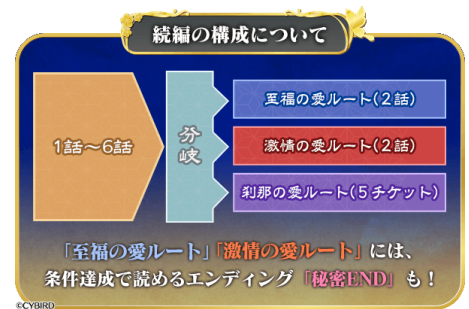 続編の構成について
1話～6話
分岐
至福の愛ルート(2話)
激情の愛ルート(2話)
刹那の愛ルート(5チケット)
「至福の愛ルート」「激情の愛ルート」には、
条件達成で読めるエンディング「秘密END」も！
©CYBIRD